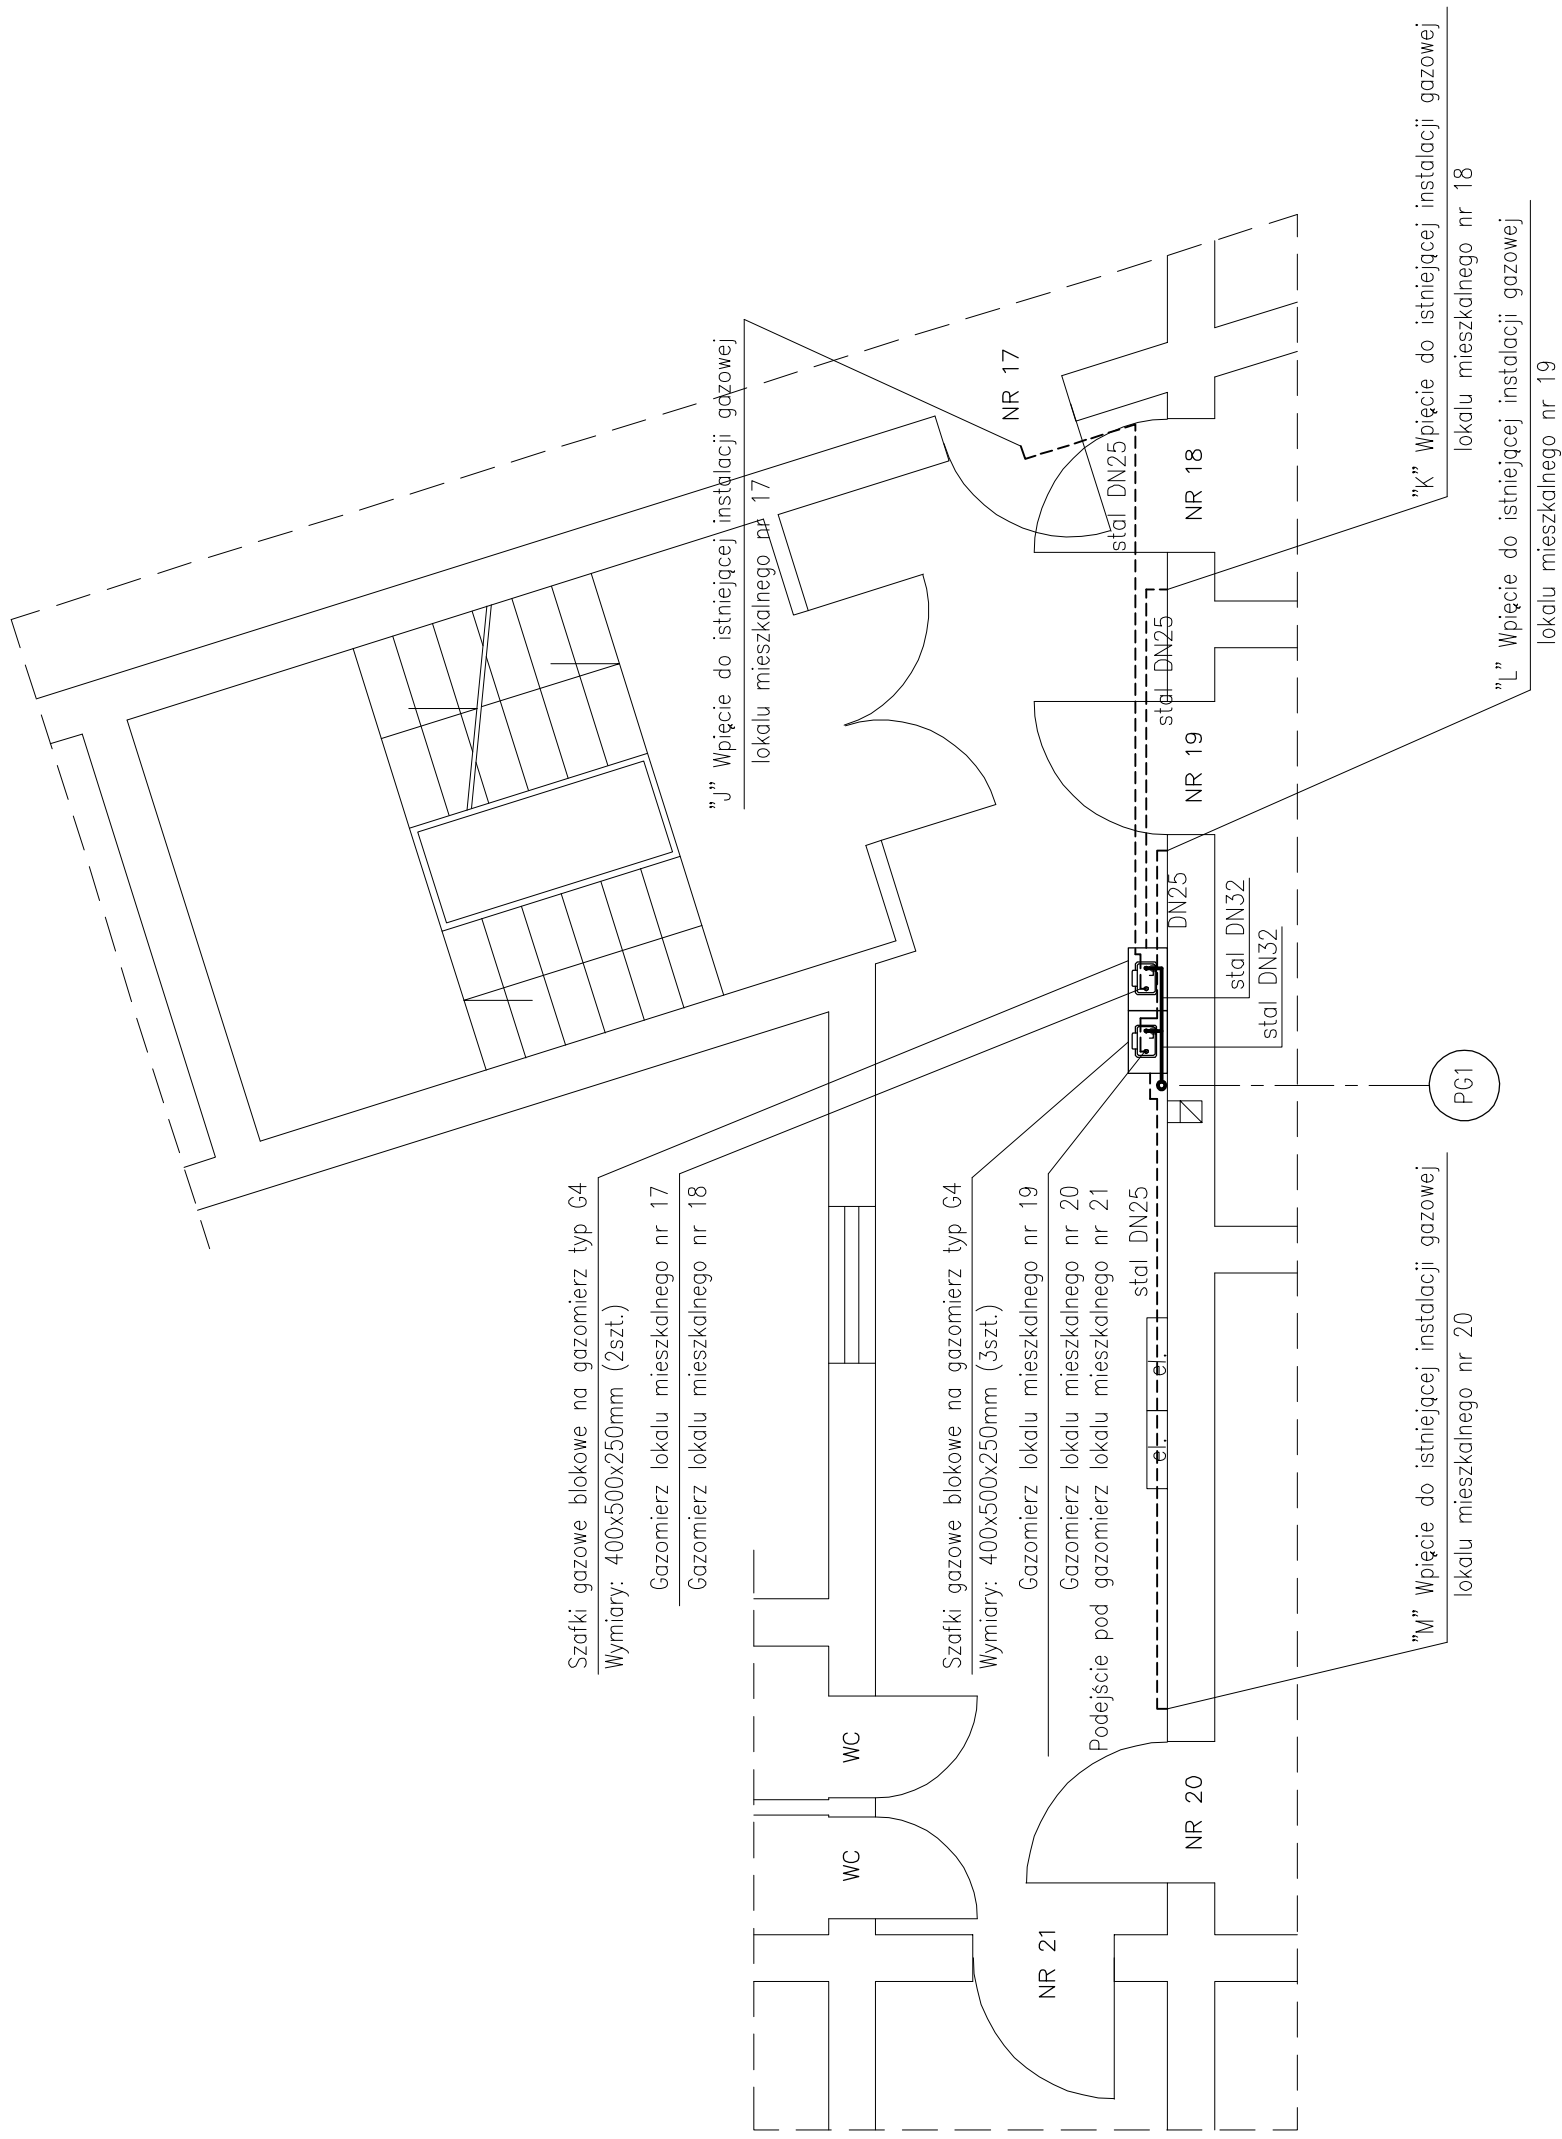 Szafki gazowe blokowe na gazomierz typ G4
Wymiary: 400x500x250mm (2szt.)
Gazomierz lokalu mieszkalnego nr 17
Gazomierz lokalu mieszkalnego nr 18
"J" Wpięcie do istniejącej instalacji gazowej
lokalu mieszkalnego nr 17
WC
WC
Szafki gazowe blokowe na gazomierz typ G4
Wymiary: 400x500x250mm (3szt.)
Gazomierz lokalu mieszkalnego nr 19
Gazomierz lokalu mieszkalnego nr 20
Podejście pod gazomierz lokalu mieszkalnego nr 21
NR 21
NR 17
stal DN25
stal DN25
stal DN25
el.
el.
DN25
NR 20
NR 19
NR 18
stal DN32
stal DN32
PG1
"M" Wpięcie do istniejącej instalacji gazowej
lokalu mieszkalnego nr 20
"K" Wpięcie do istniejącej instalacji gazowej
lokalu mieszkalnego nr 18
"L" Wpięcie do istniejącej instalacji gazowej
lokalu mieszkalnego nr 19